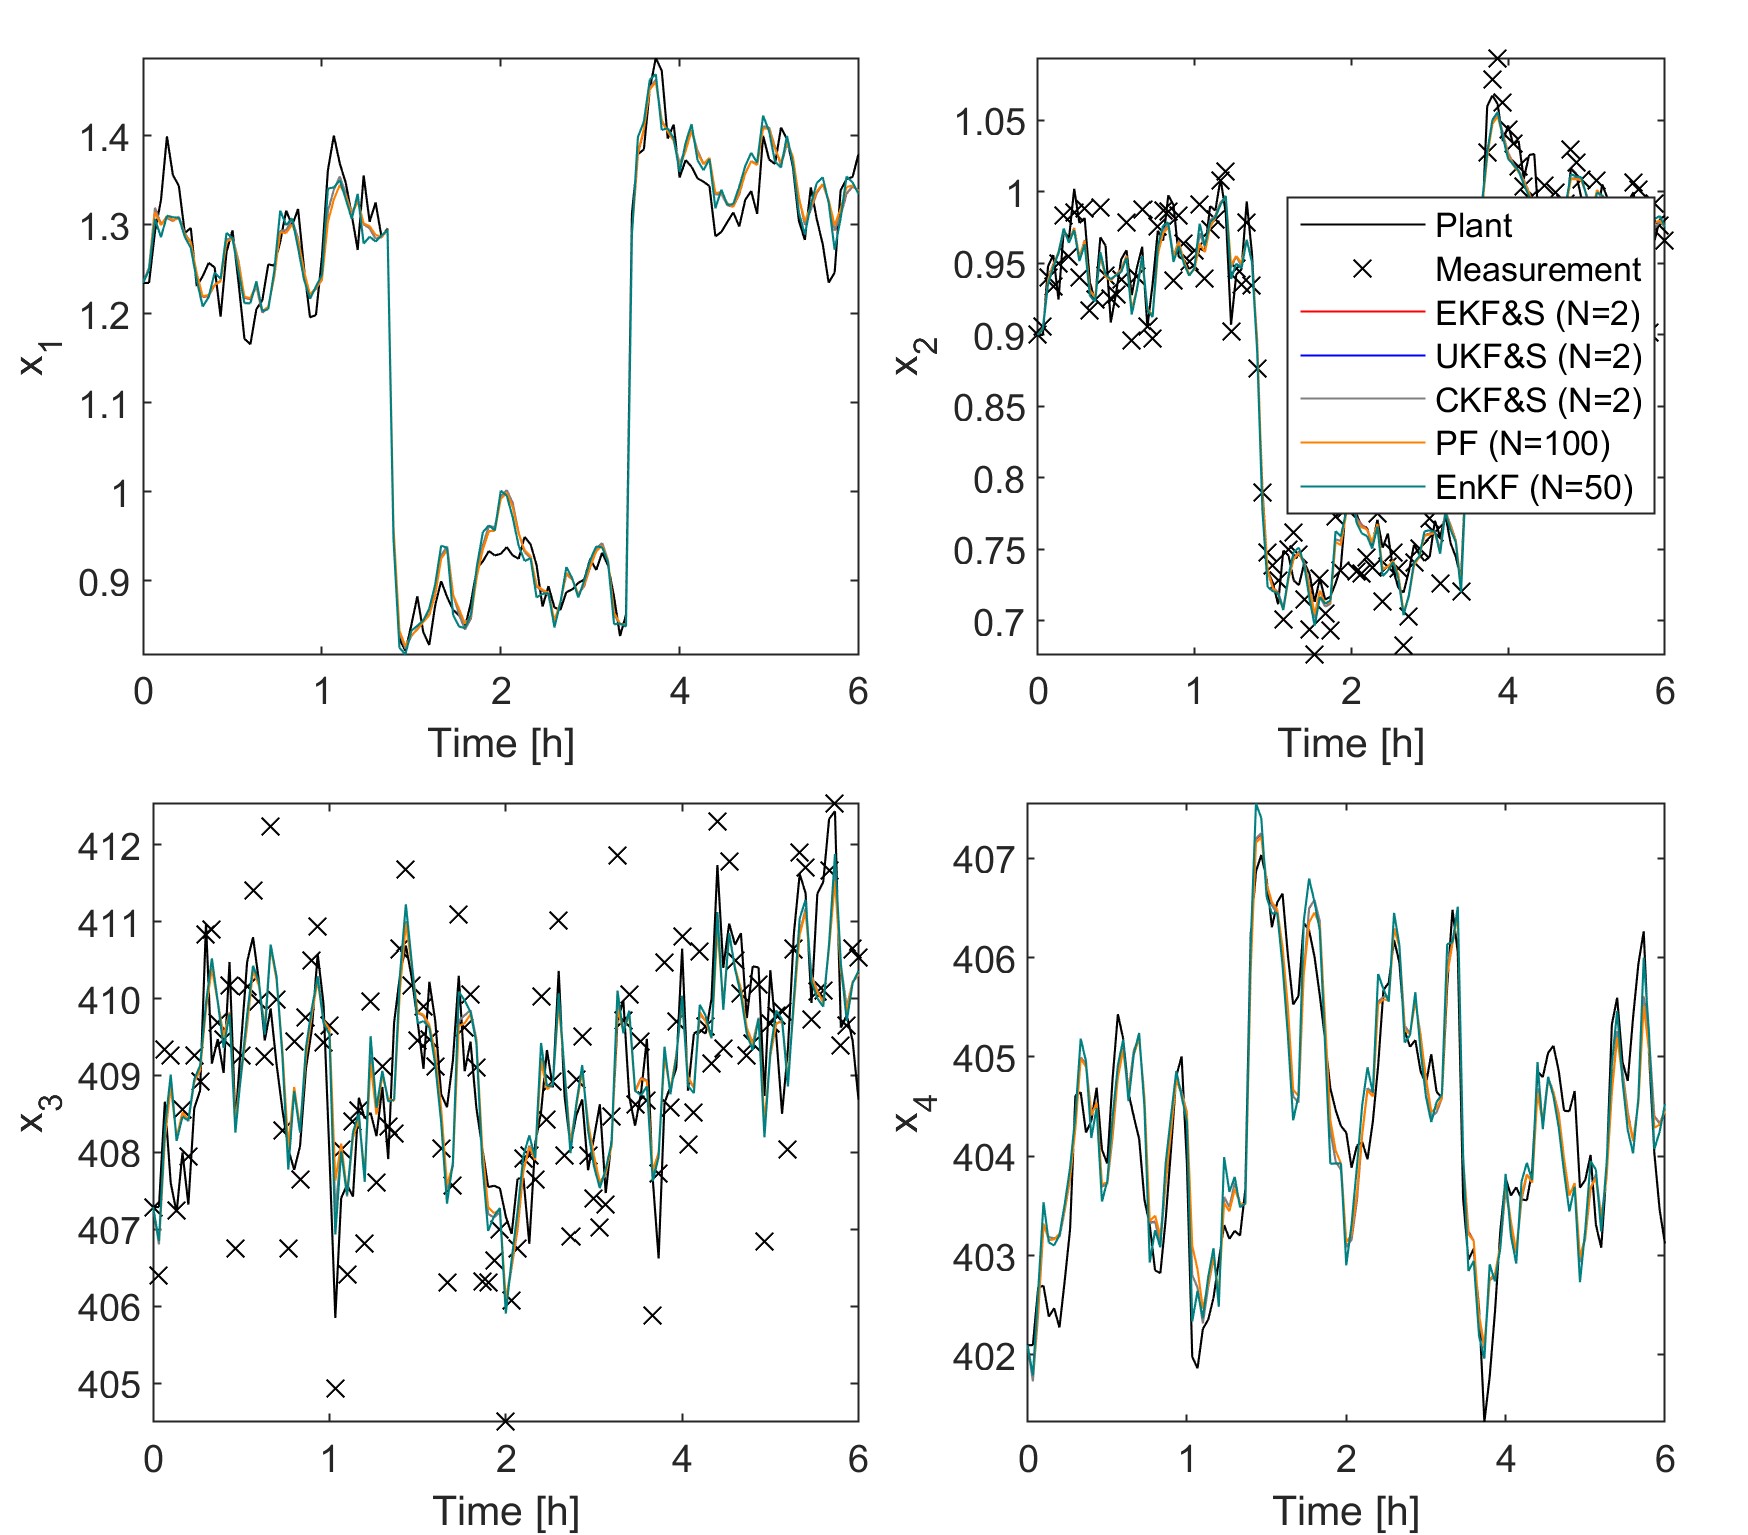 1.4
1.3
1.2
1.1
1
0.9
x1
0 1 2 4 6
Time [h]
1.05
1
0.95
0.9
0.85
0.8
0.75
0.7
x2
0 1 2 4 6
Time [h]
Plant
Measurement
EKF&S (N=2)
UKF&S (N=2)
CKF&S (N=2)
PF (N=100)
EnKF (N=50)
412
411
410
409
408
407
406
405
x3
0 1 2 4 6
Time [h]
407
406
405
404
403
402
x4
0 1 2 4 6
Time [h]